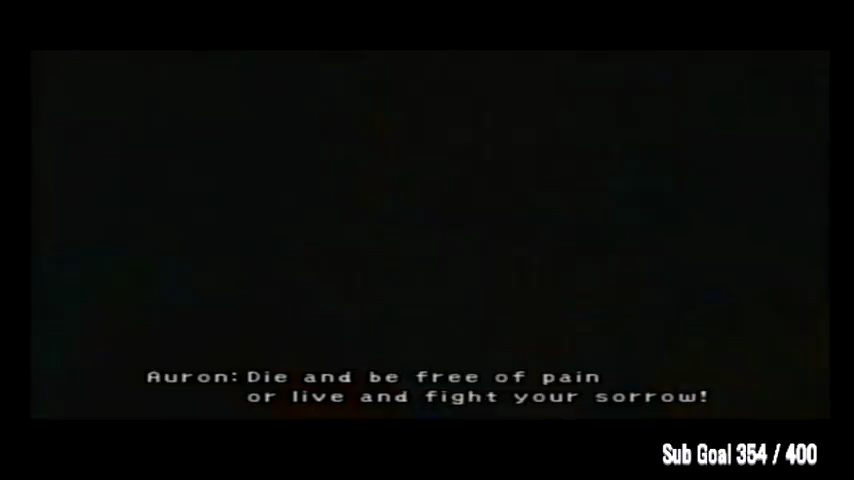 Auron: Die and be free of pain
or live and fight your sorrow!
Sub Goal 354 / 400